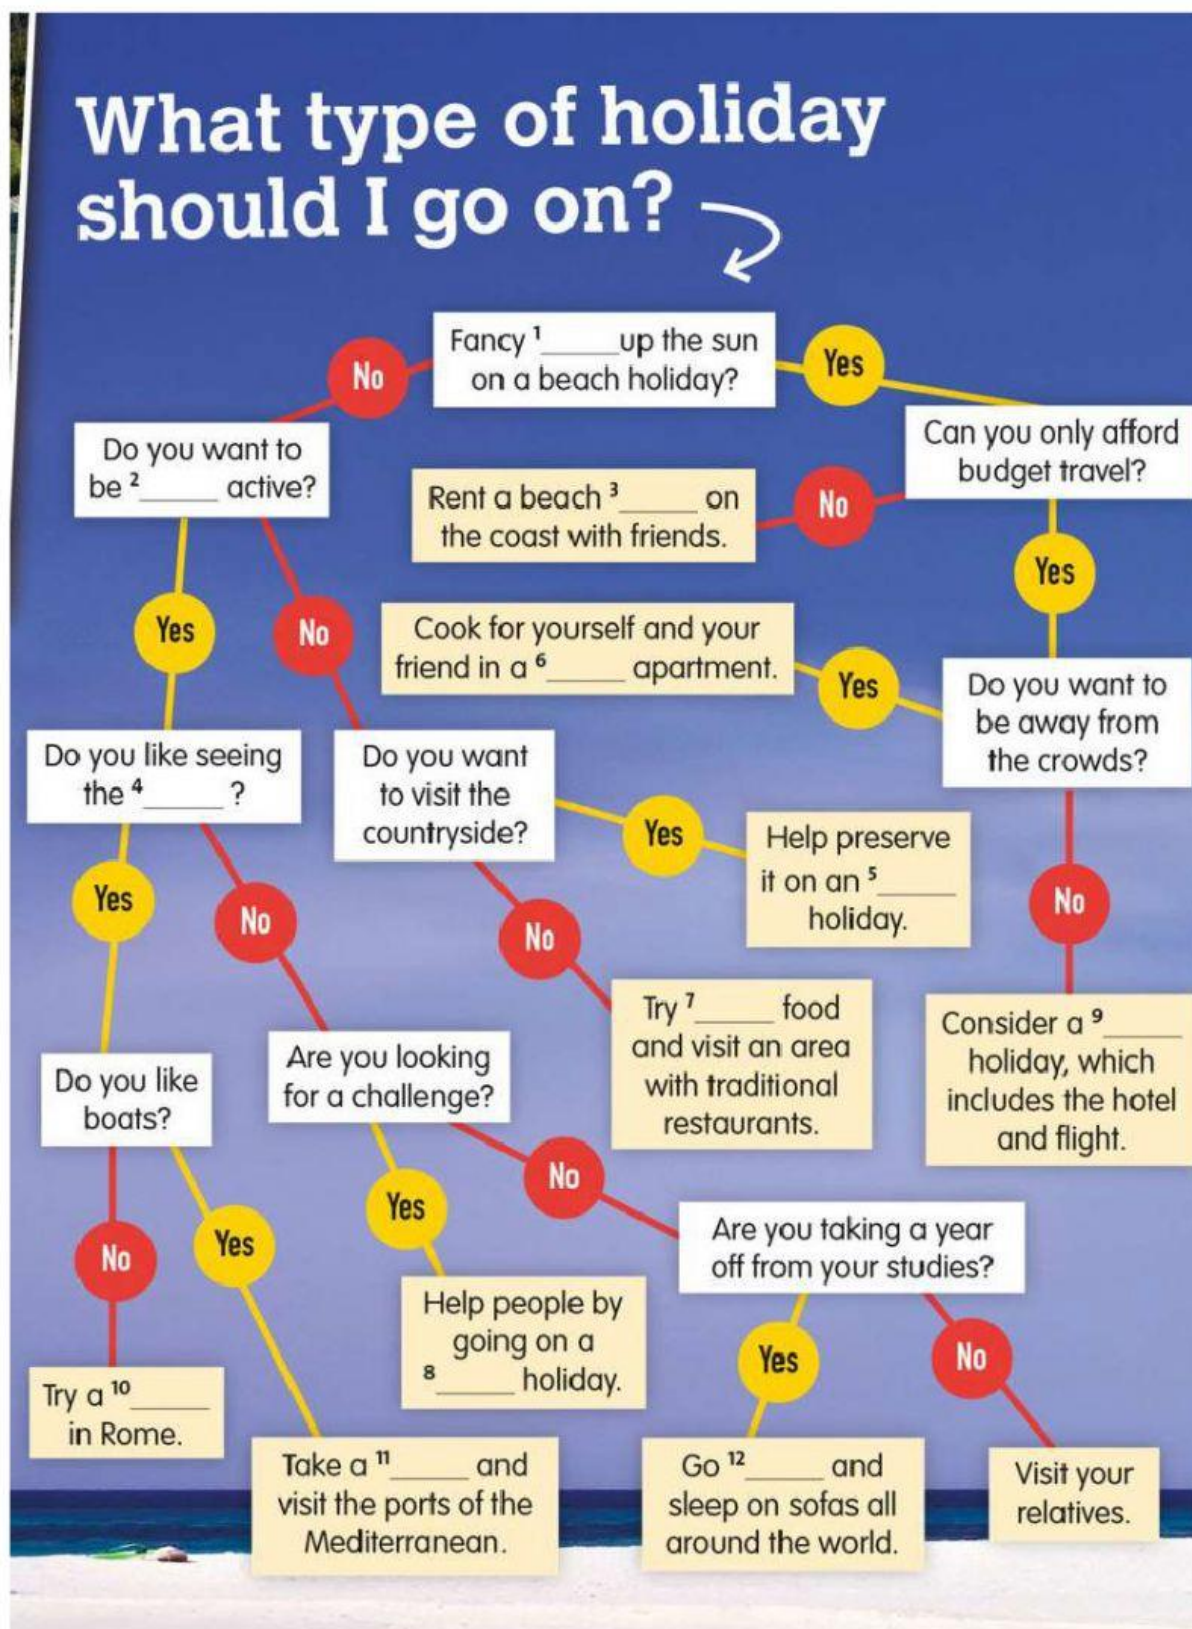 What type of holiday
should I go on?
Fancy ¹_____up the sun
on a beach holiday?
No
Yes
Do you want to
be ²_____ active?
Can you only afford
budget travel?
Rent a beach ³_____ on
the coast with friends.
No
Yes
Yes
No
Cook for yourself and your
friend in a ⁶_____ apartment.
Yes
Do you want to
be away from
the crowds?
Do you like seeing
the ⁴_____ ?
Do you want
to visit the
countryside?
Yes
Help preserve
it on an ⁵_____
holiday.
Yes
No
No
No
Try ⁷_____ food
and visit an area
with traditional
restaurants.
Consider a ⁹_____
holiday, which
includes the hotel
and flight.
Do you like
boats?
Are you looking
for a challenge?
No
Yes
Yes
No
Are you taking a year
off from your studies?
Help people by
going on a
⁸_____ holiday.
Yes
No
Try a ¹⁰_____
in Rome.
Take a ¹¹_____ and
visit the ports of the
Mediterranean.
Go ¹²_____ and
sleep on sofas all
around the world.
Visit your
relatives.